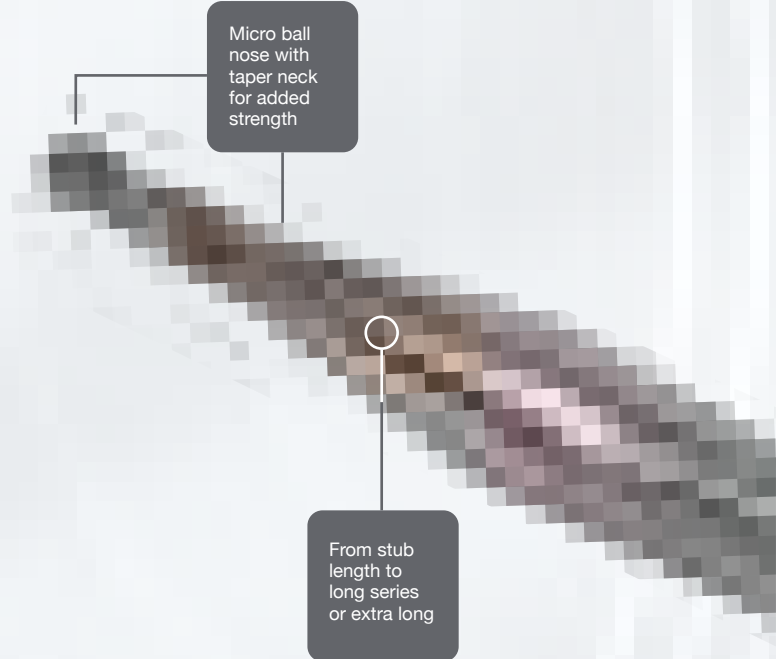 Micro ball
nose with
taper neck
for added
strength
From stub
length to
long series
or extra long